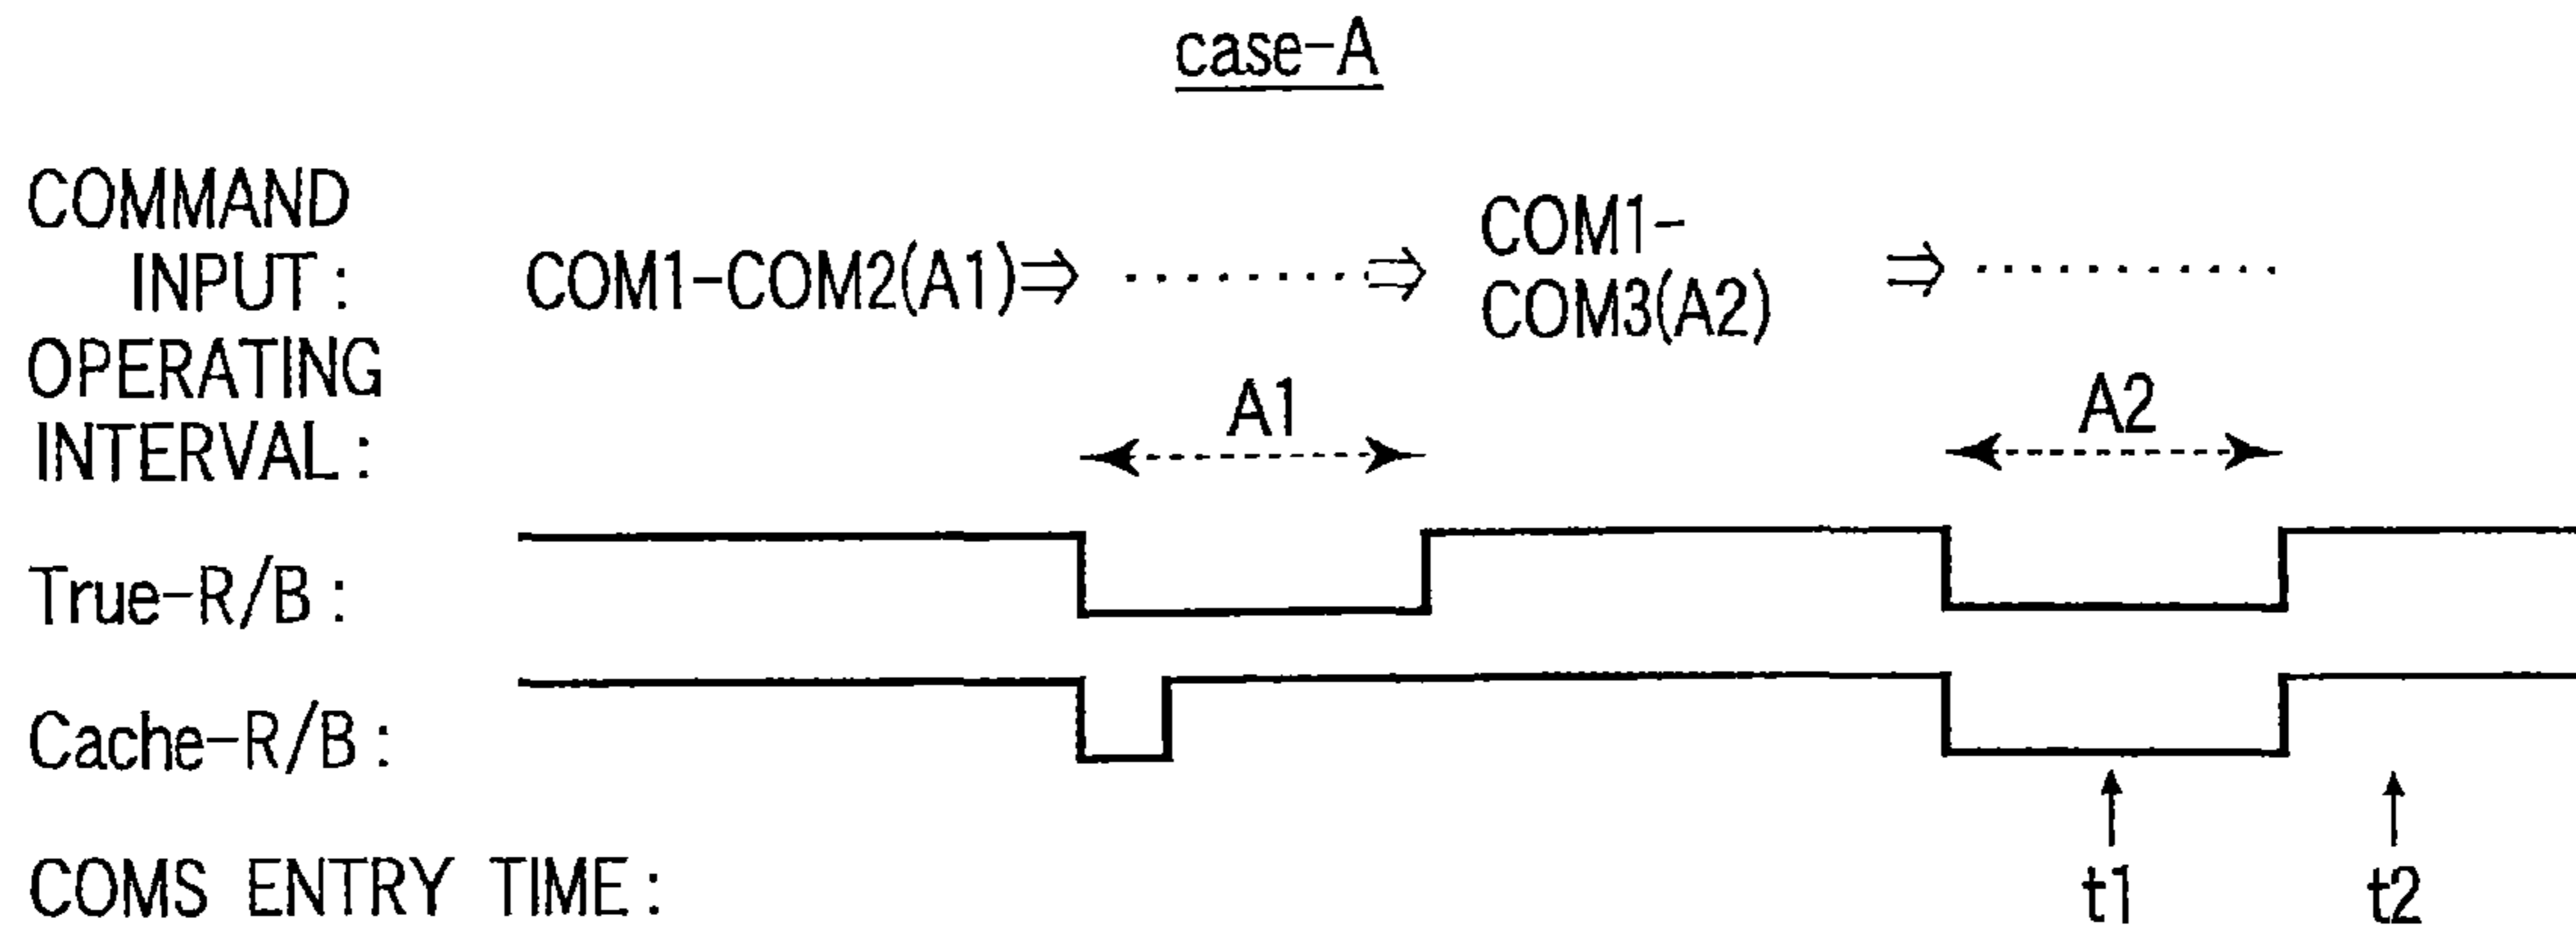 case-A
COMMAND
INPUT:
COM1-COM2(A1)⇒ ·········⇒ COM1-
COM3(A2) ⇒ ···········
OPERATING
INTERVAL:
A1
A2
True-R/B:
Cache-R/B:
COMS ENTRY TIME:
t1
t2